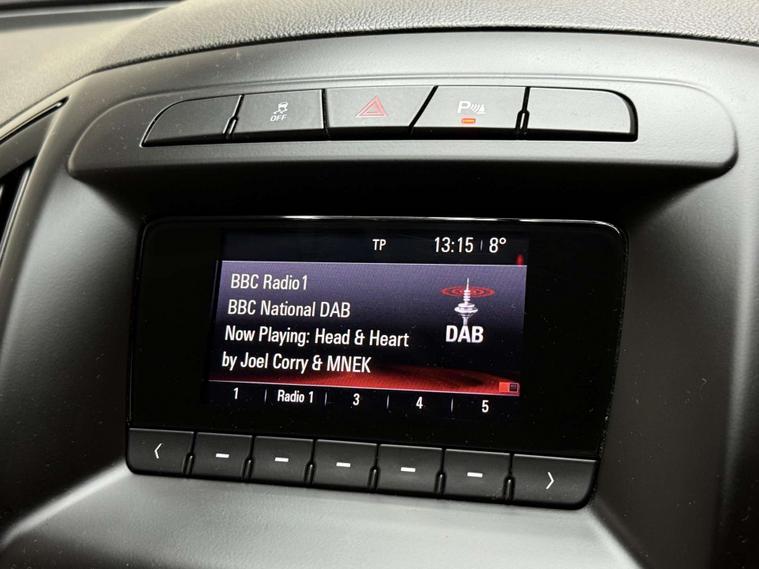 OFF
P
TP 13:15 8°
BBC Radio1
BBC National DAB
Now Playing: Head & Heart
by Joel Corry & MNEK
DAB
1 Radio 1 3 4 5